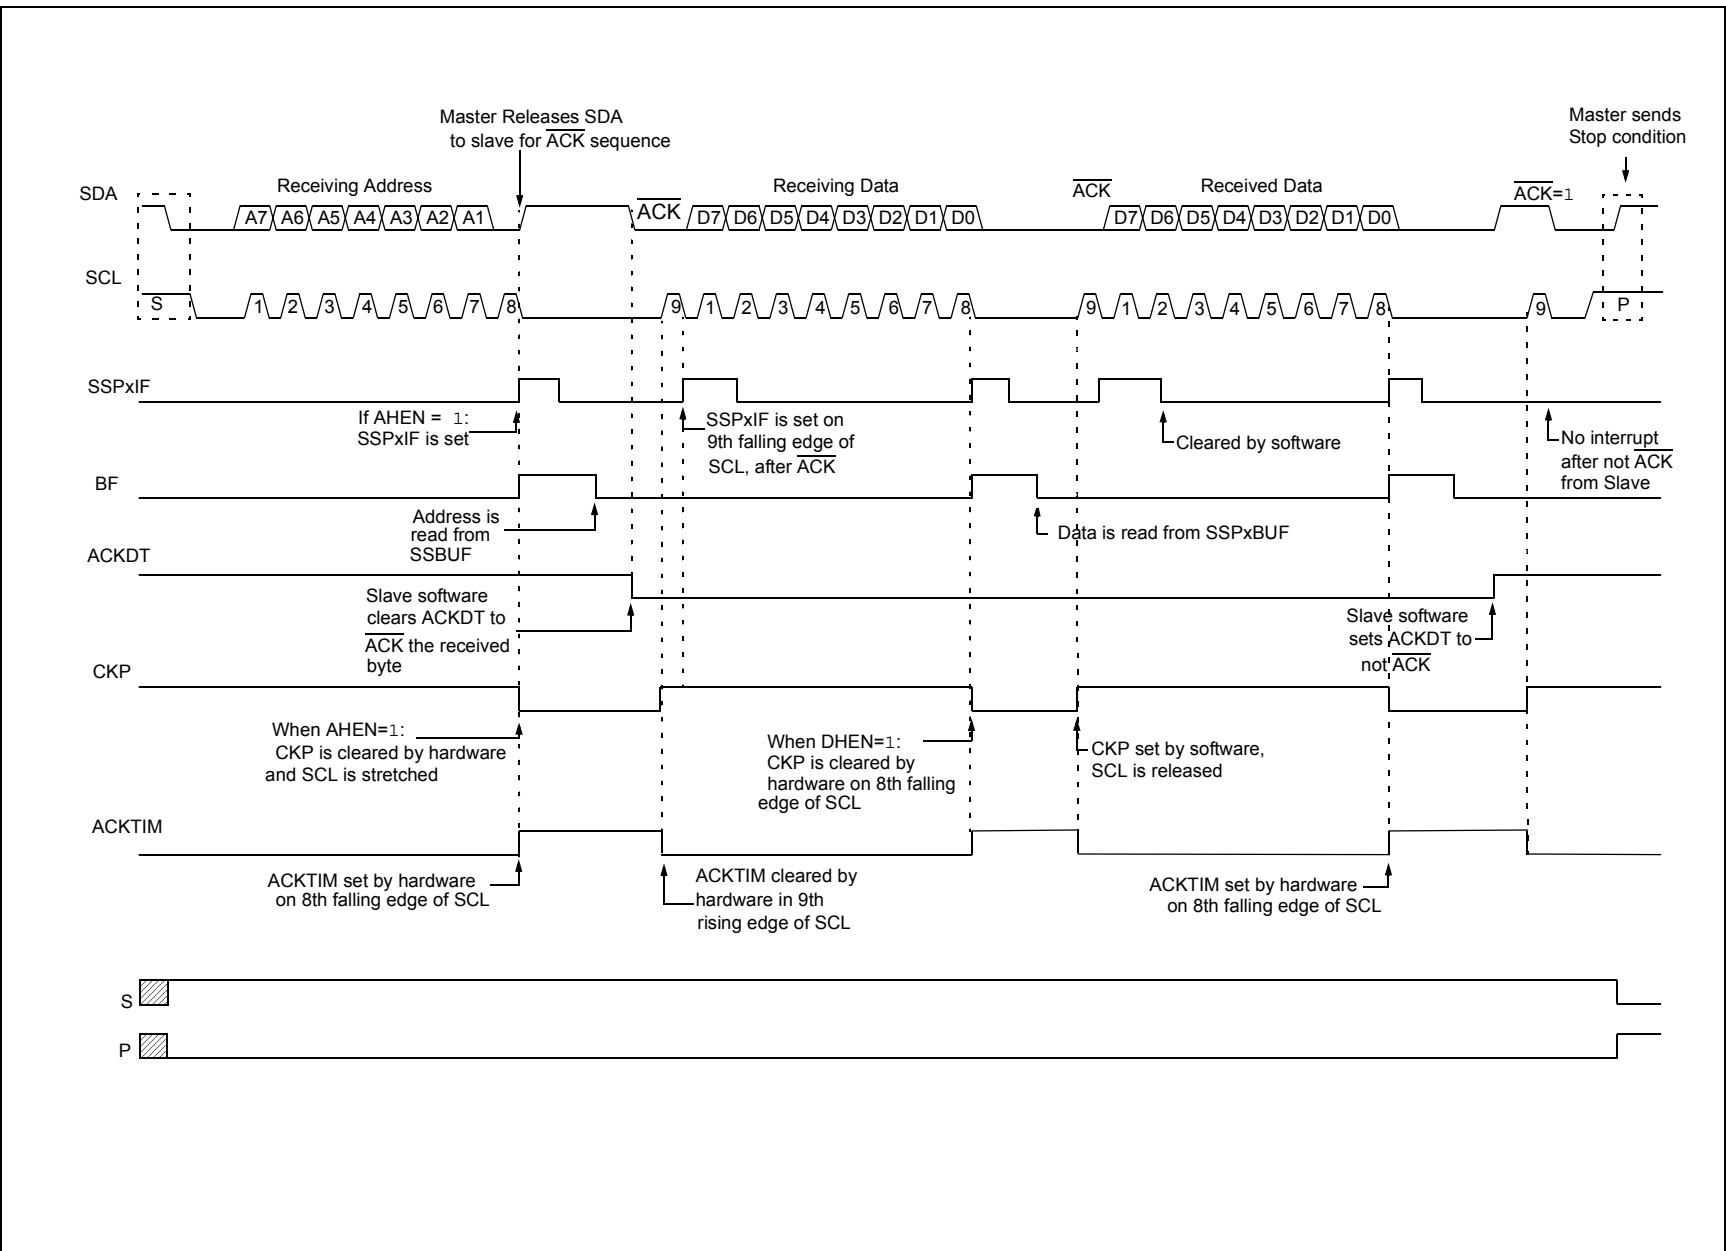 Master Releases SDA
to slave for ACK sequence
Master sends
Stop condition
SDA
Receiving Address
ACK
Receiving Data
ACK
Received Data
ACK=1
A7 A6 A5 A4 A3 A2 A1
D7 D6 D5 D4 D3 D2 D1 D0
D7 D6 D5 D4 D3 D2 D1 D0
SCL
S
1 2 3 4 5 6 7 8
9 1 2 3 4 5 6 7 8
9 1 2 3 4 5 6 7 8
9
P
SSPxIF
If AHEN = 1:
SSPxIF is set
SSPxIF is set on
9th falling edge of
SCL, after ACK
Cleared by software
No interrupt
after not ACK
from Slave
BF
Address is
read from
SSBUF
Data is read from SSPxBUF
ACKDT
Slave software
clears ACKDT to
ACK the received
byte
Slave software
sets ACKDT to
not ACK
CKP
When AHEN=1:
CKP is cleared by hardware
and SCL is stretched
When DHEN=1:
CKP is cleared by
hardware on 8th falling
edge of SCL
CKP set by software,
SCL is released
ACKTIM
ACKTIM set by hardware
on 8th falling edge of SCL
ACKTIM cleared by
hardware in 9th
rising edge of SCL
ACKTIM set by hardware
on 8th falling edge of SCL
S
P